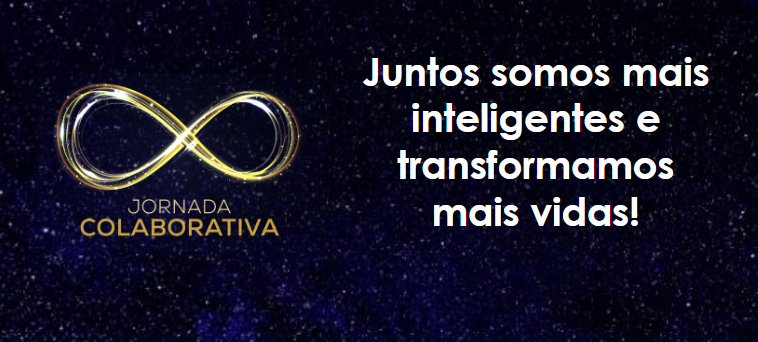 JORNADA
COLABORATIVA
Juntos somos mais
inteligentes e
transformamos
mais vidas!